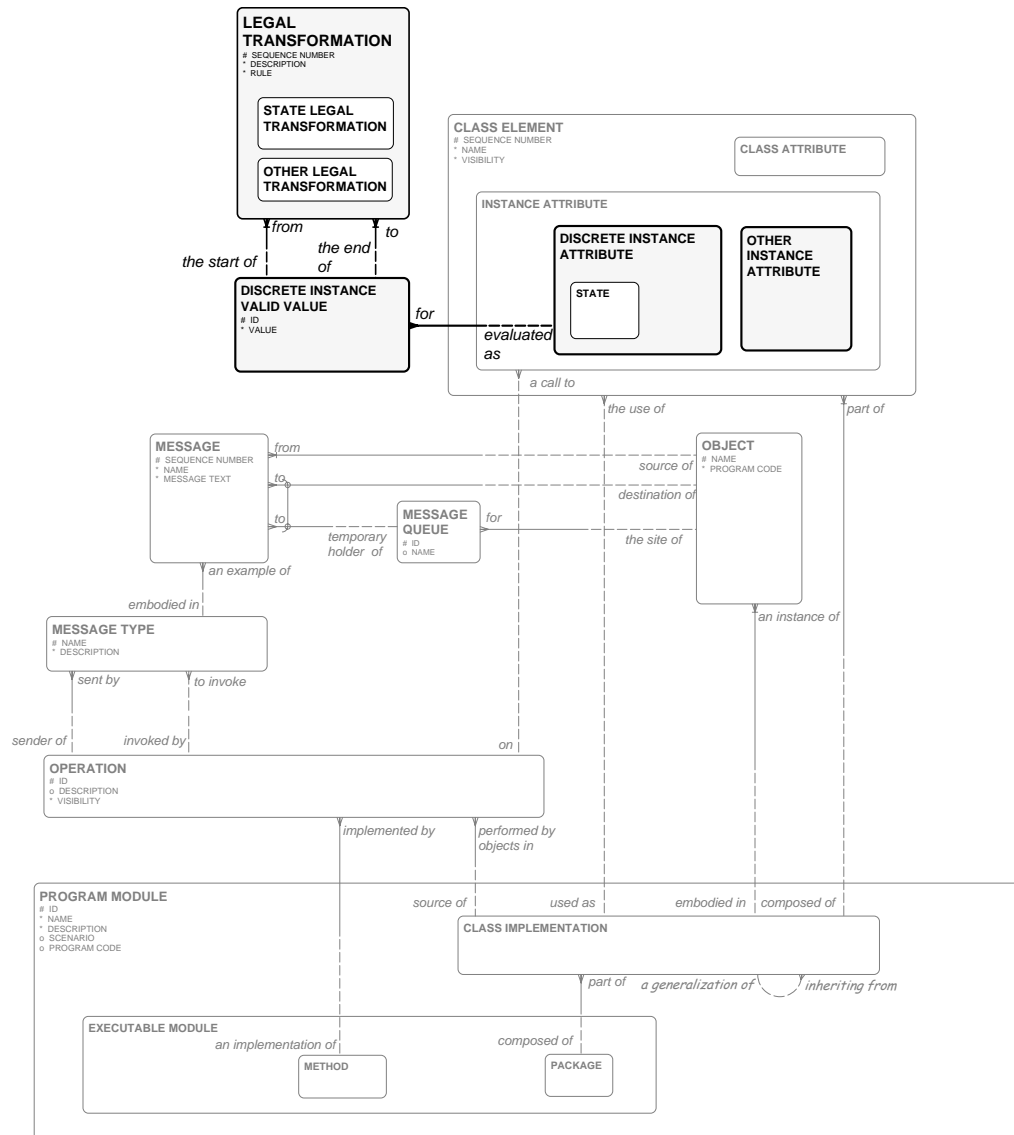 LEGAL
TRANSFORMATION
# SEQUENCE NUMBER
* DESCRIPTION
* RULE
STATE LEGAL
TRANSFORMATION
OTHER LEGAL
TRANSFORMATION
from
to
the start of
the end
of
DISCRETE INSTANCE
VALID VALUE
# ID
* VALUE
for
evaluated
as
CLASS ELEMENT
# SEQUENCE NUMBER
* NAME
* VISIBILITY
CLASS ATTRIBUTE
INSTANCE ATTRIBUTE
DISCRETE INSTANCE
ATTRIBUTE
STATE
OTHER
INSTANCE
ATTRIBUTE
a call to
the use of
part of
MESSAGE
# SEQUENCE NUMBER
* NAME
* MESSAGE TEXT
from
source of
to
destination of
to
temporary
holder of
MESSAGE
QUEUE
# ID
o NAME
for
the site of
OBJECT
# NAME
* PROGRAM CODE
an example of
embodied in
an instance of
MESSAGE TYPE
# NAME
* DESCRIPTION
sent by
to invoke
sender of
invoked by
on
OPERATION
# ID
o DESCRIPTION
* VISIBILITY
implemented by
performed by
objects in
PROGRAM MODULE
# ID
* NAME
* DESCRIPTION
o SCENARIO
o PROGRAM CODE
source of
used as
embodied in
composed of
CLASS IMPLEMENTATION
part of
a generalization of
inheriting from
EXECUTABLE MODULE
an implementation of
composed of
METHOD
PACKAGE